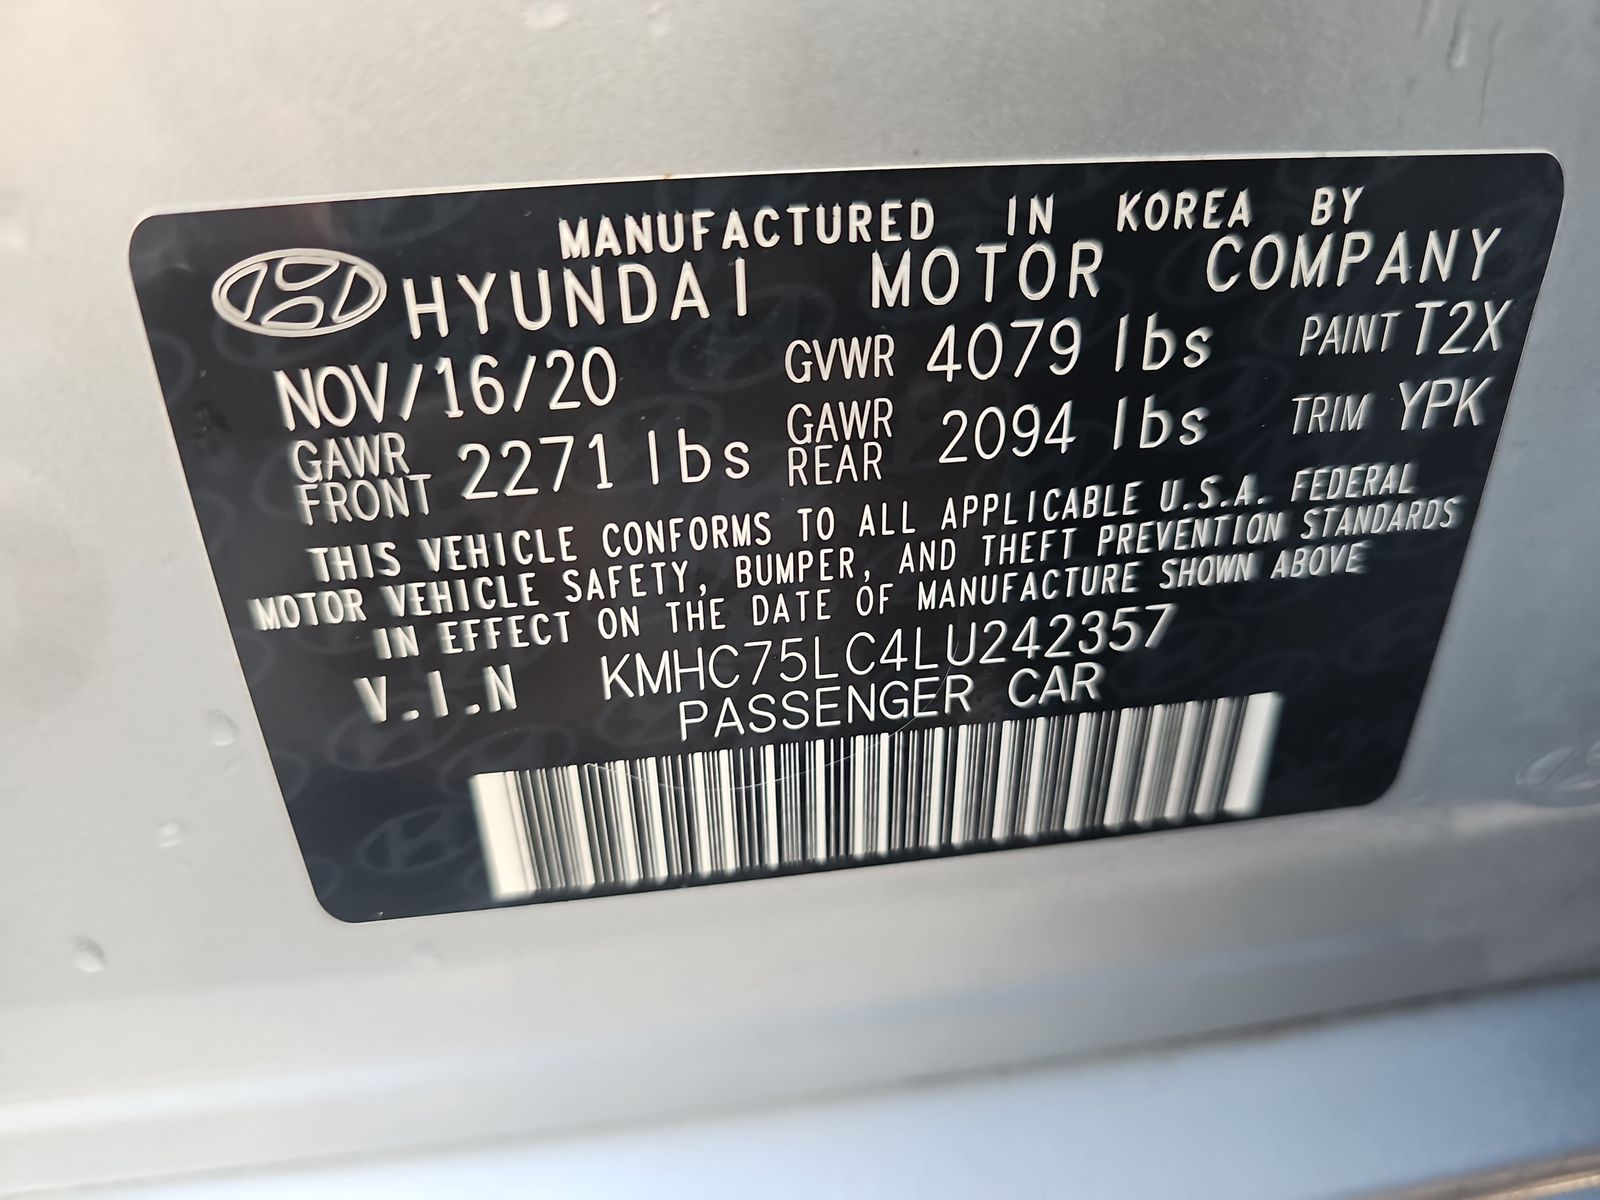 MANUFACTURED IN KOREA BY
HYUNDAI MOTOR COMPANY
NOV/16/20 GVWR 4079 lbs PAINT T2X
GAWR FRONT 2271 lbs GAWR REAR 2094 lbs TRIM YPK
THIS VEHICLE CONFORMS TO ALL APPLICABLE U.S.A. FEDERAL
MOTOR VEHICLE SAFETY, BUMPER, AND THEFT PREVENTION STANDARDS
IN EFFECT ON THE DATE OF MANUFACTURE SHOWN ABOVE
V.I.N KMHC75LC4LU242357
PASSENGER CAR